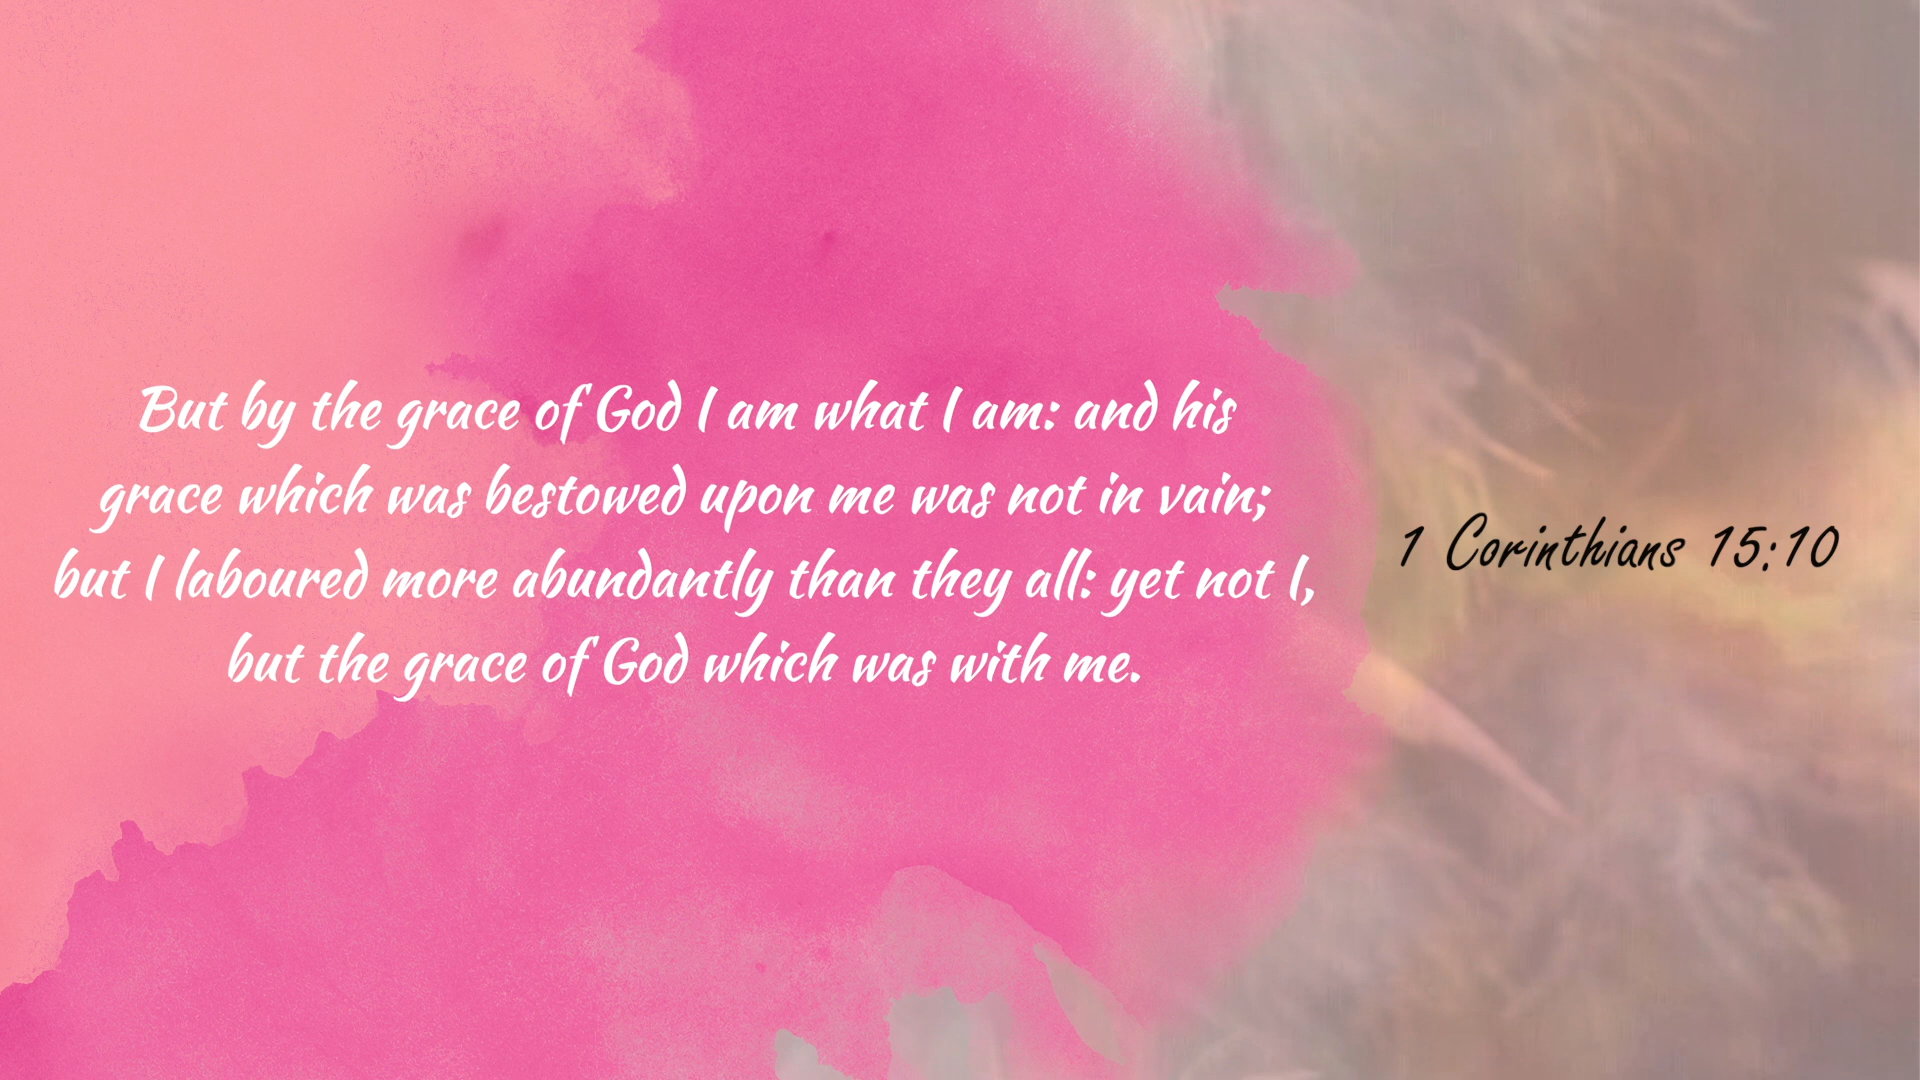 But by the grace of God I am what I am: and his
grace which was bestowed upon me was not in vain;
but I laboured more abundantly than they all: yet not I,
but the grace of God which was with me.
1 Corinthians 15:10